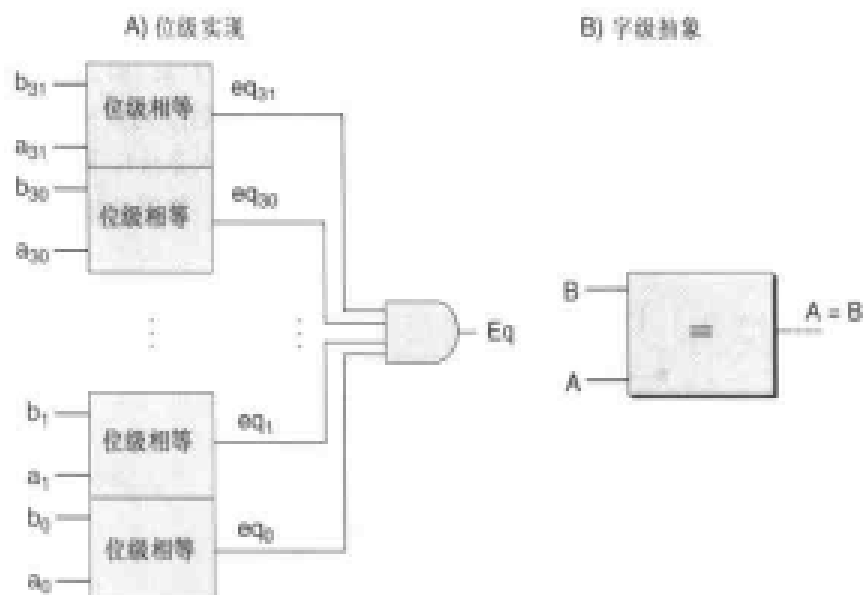 A) 位级实现
B) 字级抽象
b31
位级相等
eq31
a31
b30
位级相等
eq30
a30
Eq
B
=
A = B
A
b1
位级相等
eq1
a1
b0
位级相等
eq0
a0